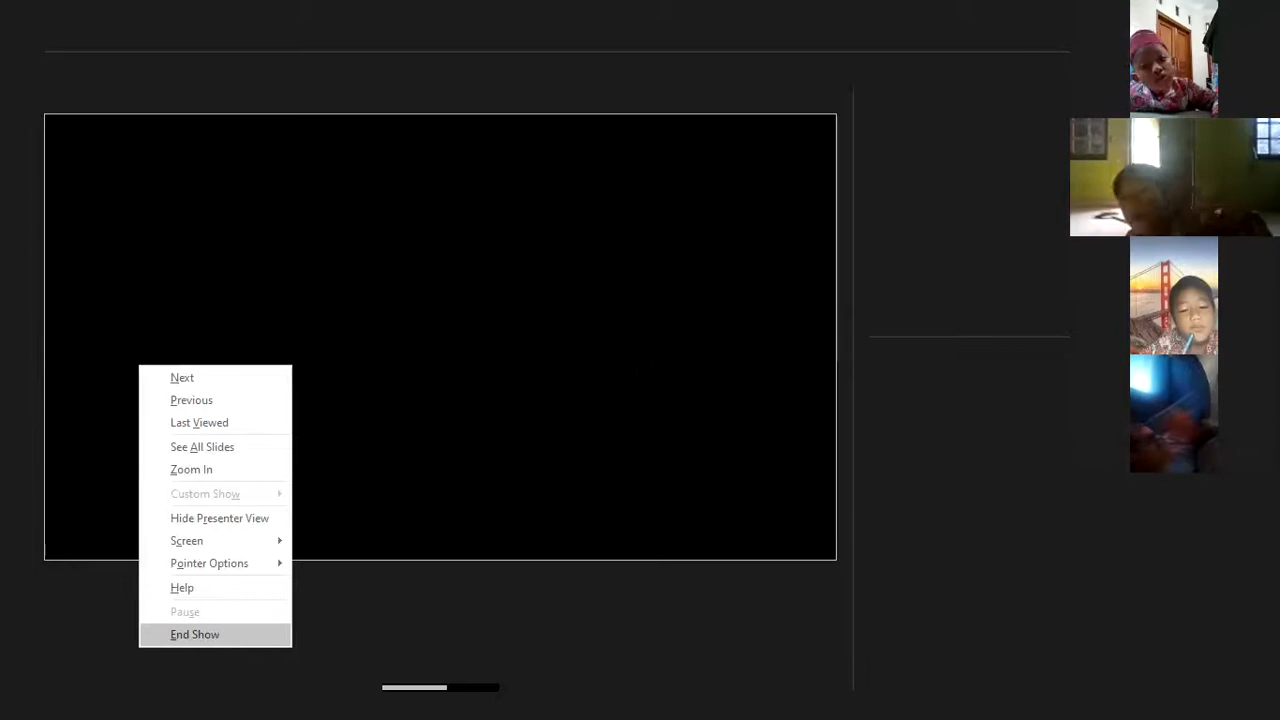 Next
Previous
Last Viewed
See All Slides
Zoom In
Custom Show
Hide Presenter View
Screen
Pointer Options
Help
Pause
End Show